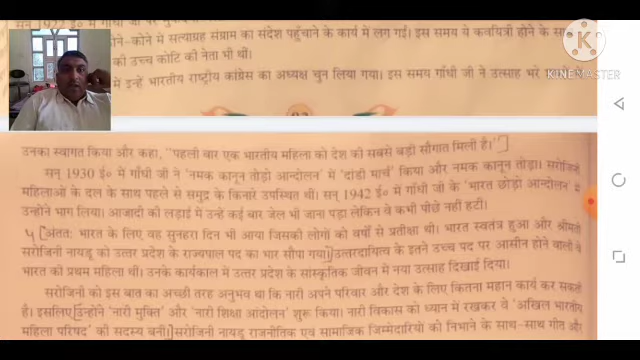 सन् 1922 ई० में गाँधी जी पर मुकदमा
कोने-कोने में सत्याग्रह संग्राम का संदेश पहुँचाने के कार्य में लग गईं। इस समय वे कवयित्री होने के साथ
की उच्च कोटि की नेता भी थीं।
में इन्हें भारतीय राष्ट्रीय कांग्रेस का अध्यक्ष चुन लिया गया। इस समय गाँधी जी ने उत्साह भरे
93
K
KINEMASTER
उनका स्वागत किया और कहा, "पहली बार एक भारतीय महिला को देश की सबसे बड़ी सौगात मिली है।"]
सन् 1930 ई० में गाँधी जी ने 'नमक कानून तोड़ो आन्दोलन' में 'दांडी मार्च' किया और नमक कानून तोड़ा। सरोजिनी
महिलाओं के दल के साथ पहले से समुद्र के किनारे उपस्थित थीं। सन् 1942 ई० में गाँधी जी के 'भारत छोड़ो आन्दोलन' में
उन्होंने भाग लिया। आजादी की लड़ाई में उन्हें कई बार जेल भी जाना पड़ा लेकिन वे कभी पीछे नहीं हटीं।
५ [अंततः भारत के लिए वह सुनहरा दिन भी आया जिसकी लोगों को वर्षों से प्रतीक्षा थी। भारत स्वतंत्र हुआ और श्रीमती
सरोजिनी नायडू को उत्तर प्रदेश के राज्यपाल पद का भार सौंपा गया।] उत्तरदायित्व के इतने उच्च पद पर आसीन होने वाली वे
भारत की प्रथम महिला थीं। उनके कार्यकाल में उत्तर प्रदेश के सांस्कृतिक जीवन में नया उत्साह दिखाई दिया।
सरोजिनी को इस बात का अच्छी तरह अनुभव था कि नारी अपने परिवार और देश के लिए कितना महान कार्य कर सकती
है। इसलिए [उन्होंने 'नारी मुक्ति' और 'नारी शिक्षा आंदोलन' शुरू किया। नारी विकास को ध्यान में रखकर वे 'अखिल भारतीय
महिला परिषद' की सदस्य बनीं।] सरोजिनी नायडू राजनीतिक एवं सामाजिक जिम्मेदारियों को निभाने के साथ-साथ गीत और